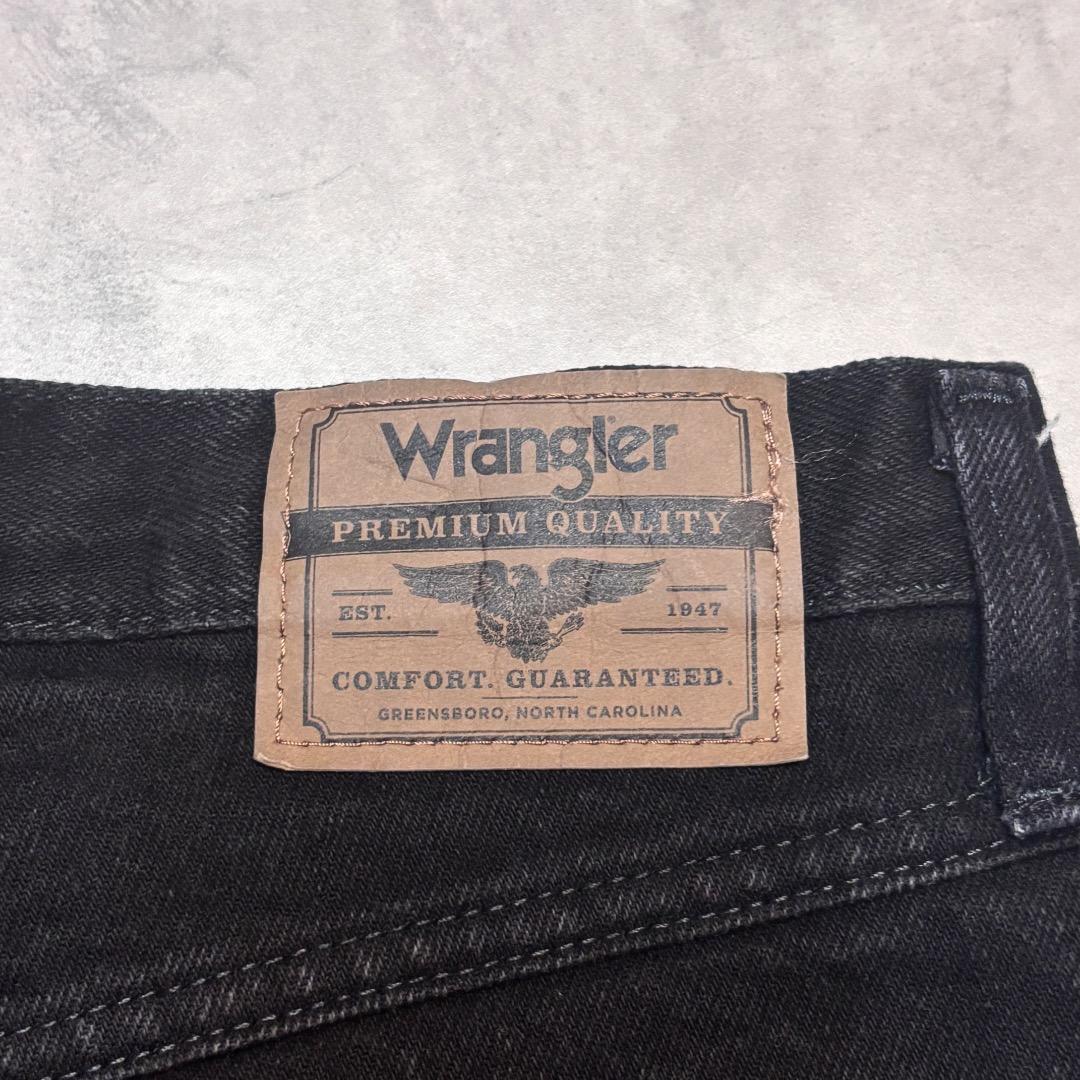 Wrangler
PREMIUM QUALITY
EST. 1947
COMFORT. GUARANTEED.
GREENSBORO, NORTH CAROLINA